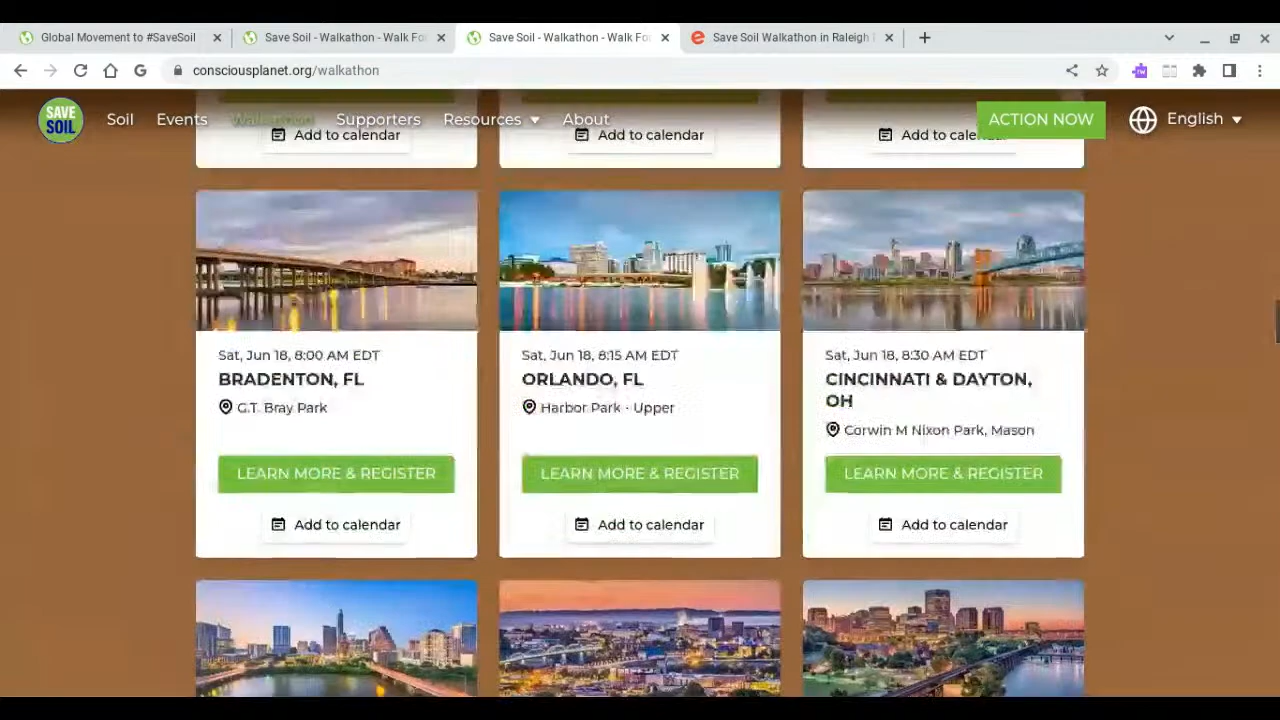 Global Movement to #SaveSoil
Save Soil - Walkathon - Walk Fo
Save Soil - Walkathon - Walk Fo
Save Soil Walkathon in Raleigh
consciousplanet.org/walkathon
SAVE SOIL
Soil
Events
Walkathon
Supporters
Resources
About
ACTION NOW
English
Add to calendar
Add to calendar
Add to calendar
Sat, Jun 18, 8:00 AM EDT
BRADENTON, FL
G.T. Bray Park
LEARN MORE & REGISTER
Add to calendar
Sat, Jun 18, 8:15 AM EDT
ORLANDO, FL
Harbor Park - Upper
LEARN MORE & REGISTER
Add to calendar
Sat, Jun 18, 8:30 AM EDT
CINCINNATI & DAYTON,
OH
Corwin M Nixon Park, Mason
LEARN MORE & REGISTER
Add to calendar